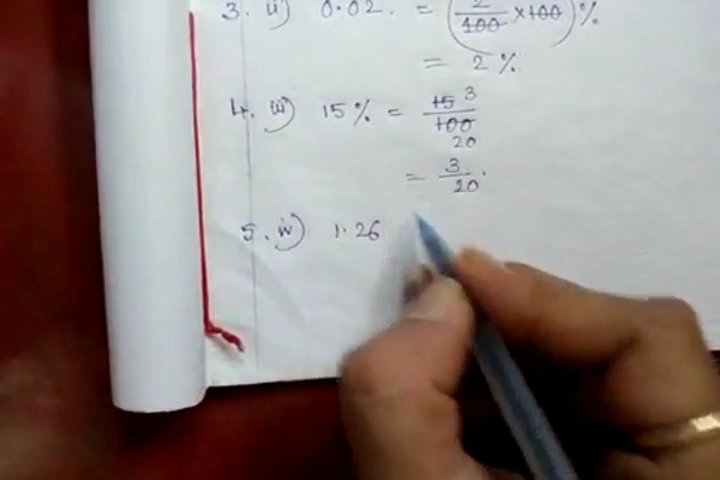 3. ii) 0.02. = (2/100 × 100) %
= 2 %
4. iii) 15% = 15/100 3 20
= 3/20.
5. iv) 1.26